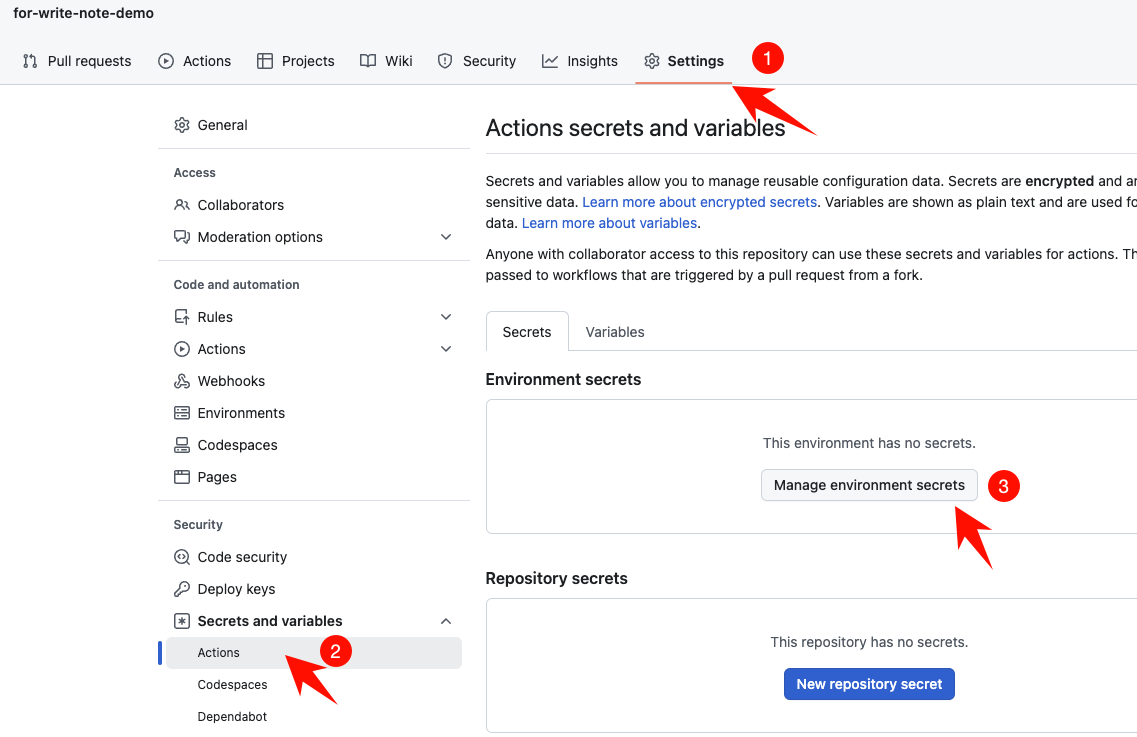 for-write-note-demo
Pull requests Actions Projects Wiki Security Insights Settings 1
General
Access
Collaborators
Moderation options
Code and automation
Rules
Actions
Webhooks
Environments
Codespaces
Pages
Security
Code security
Deploy keys
Secrets and variables
Actions 2
Codespaces
Dependabot
Actions secrets and variables
Secrets and variables allow you to manage reusable configuration data. Secrets are encrypted and
sensitive data. Learn more about encrypted secrets. Variables are shown as plain text and are used
data. Learn more about variables.
Anyone with collaborator access to this repository can use these secrets and variables for actions.
passed to workflows that are triggered by a pull request from a fork.
Secrets Variables
Environment secrets
This environment has no secrets.
Manage environment secrets 3
Repository secrets
This repository has no secrets.
New repository secret